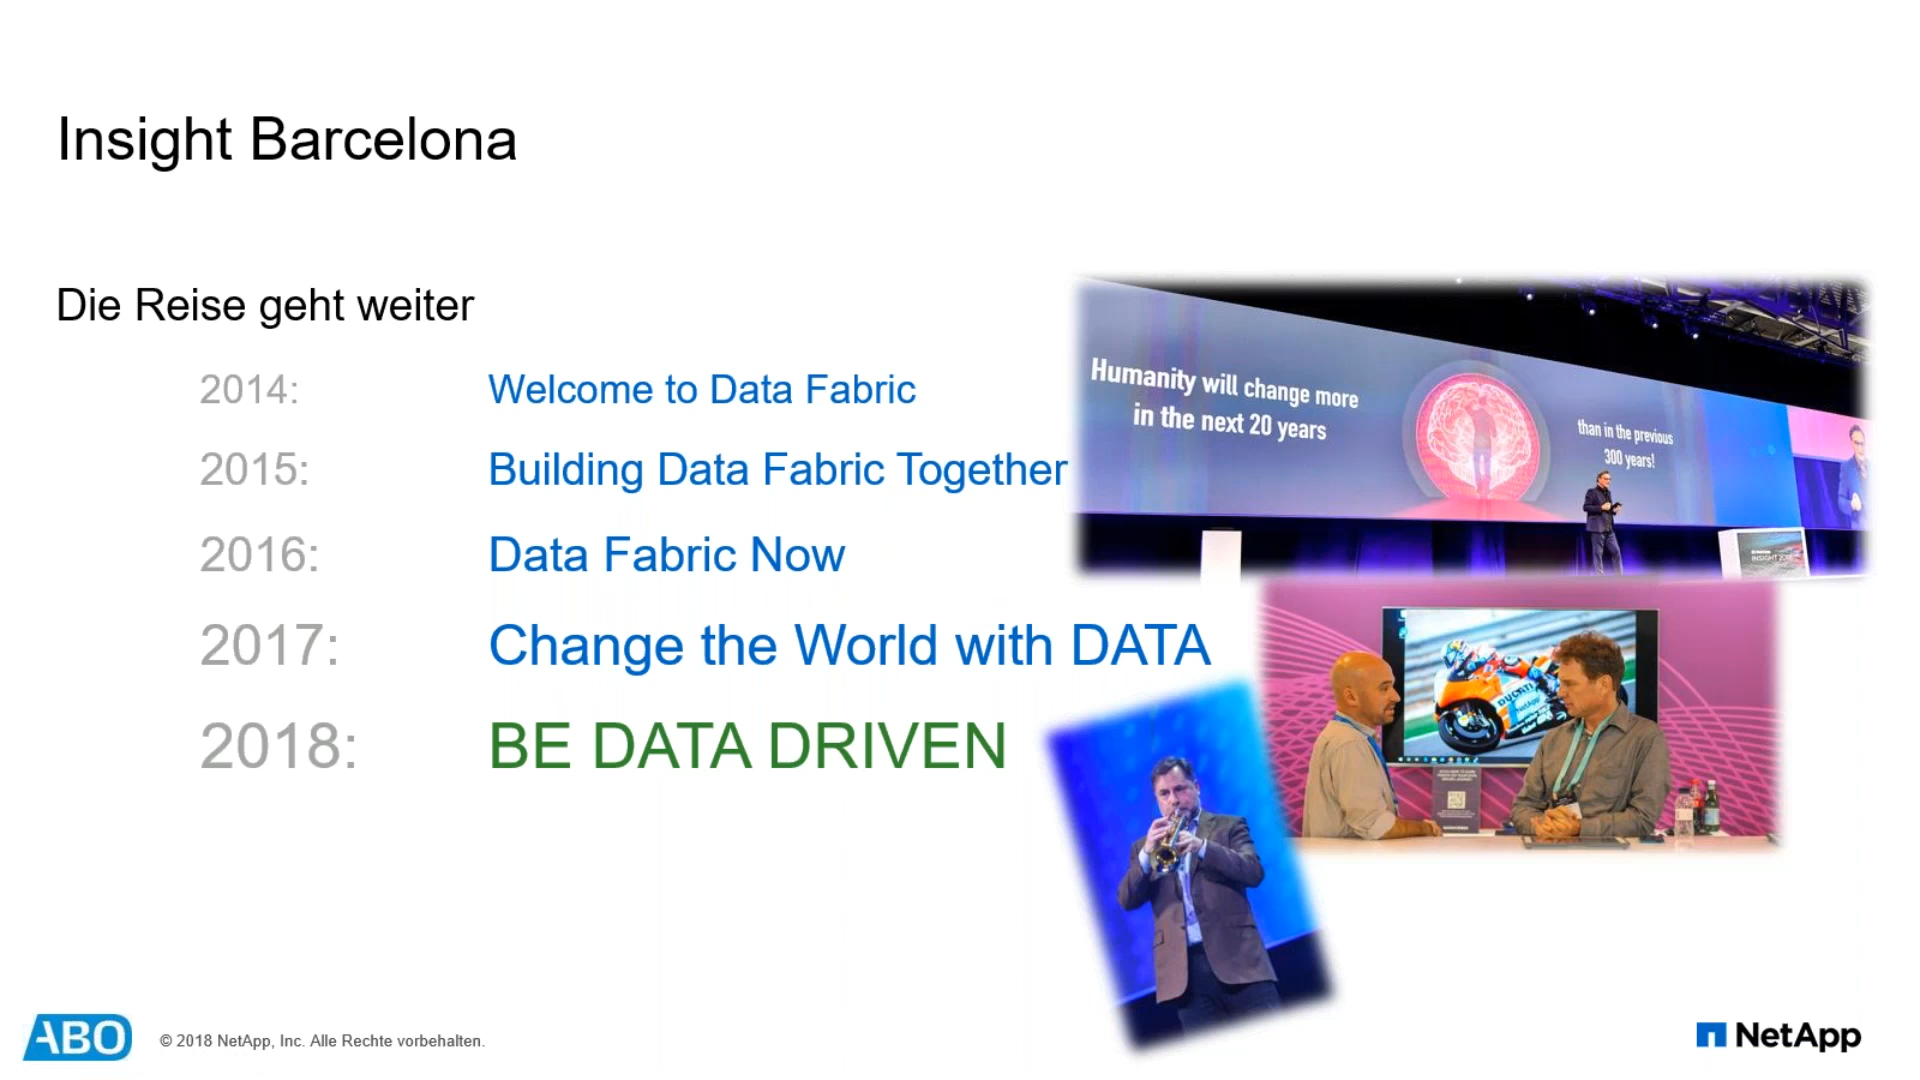 Insight Barcelona
Die Reise geht weiter
2014: Welcome to Data Fabric
2015: Building Data Fabric Together
2016: Data Fabric Now
2017: Change the World with DATA
2018: BE DATA DRIVEN
Humanity will change more
in the next 20 years
than in the previous
300 years!
DUCATI
NetApp
ABO
© 2018 NetApp, Inc. Alle Rechte vorbehalten.
NetApp